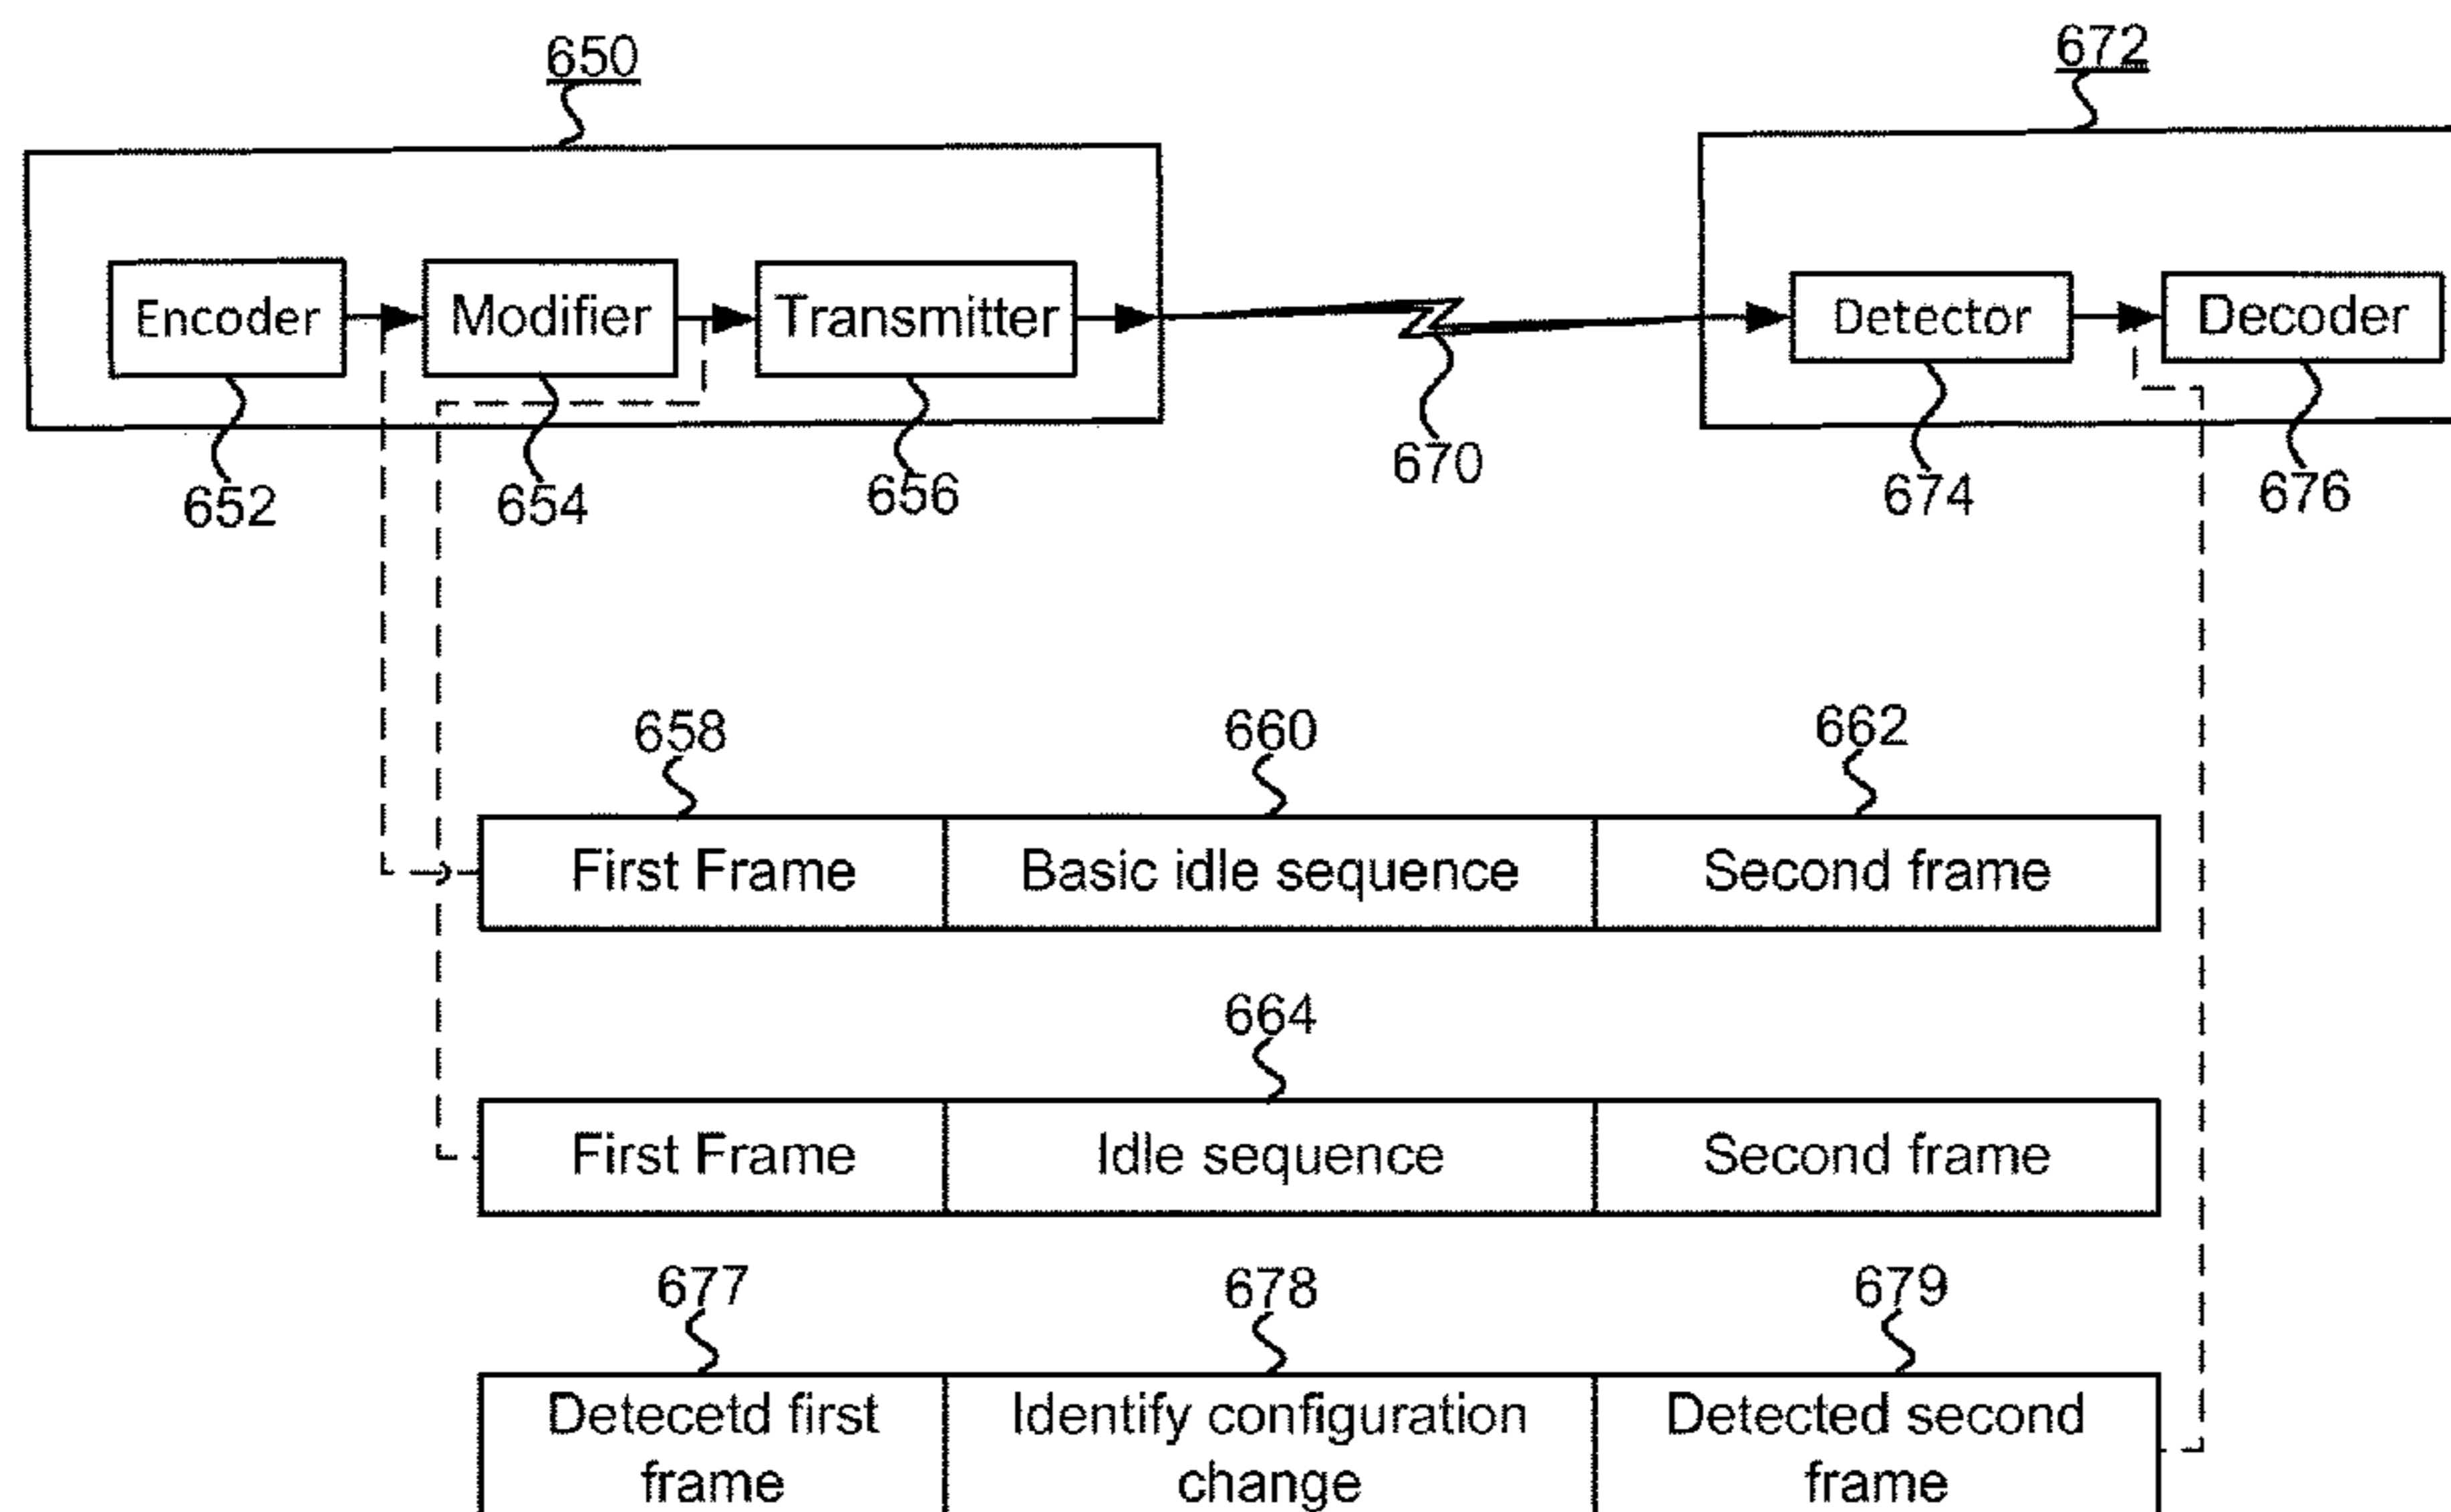 650
672
Encoder
Modifier
Transmitter
Detector
Decoder
652
654
656
670
674
676
658
660
662
First Frame
Basic idle sequence
Second frame
664
First Frame
Idle sequence
Second frame
677
678
679
Detecetd first
frame
Identify configuration
change
Detected second
frame